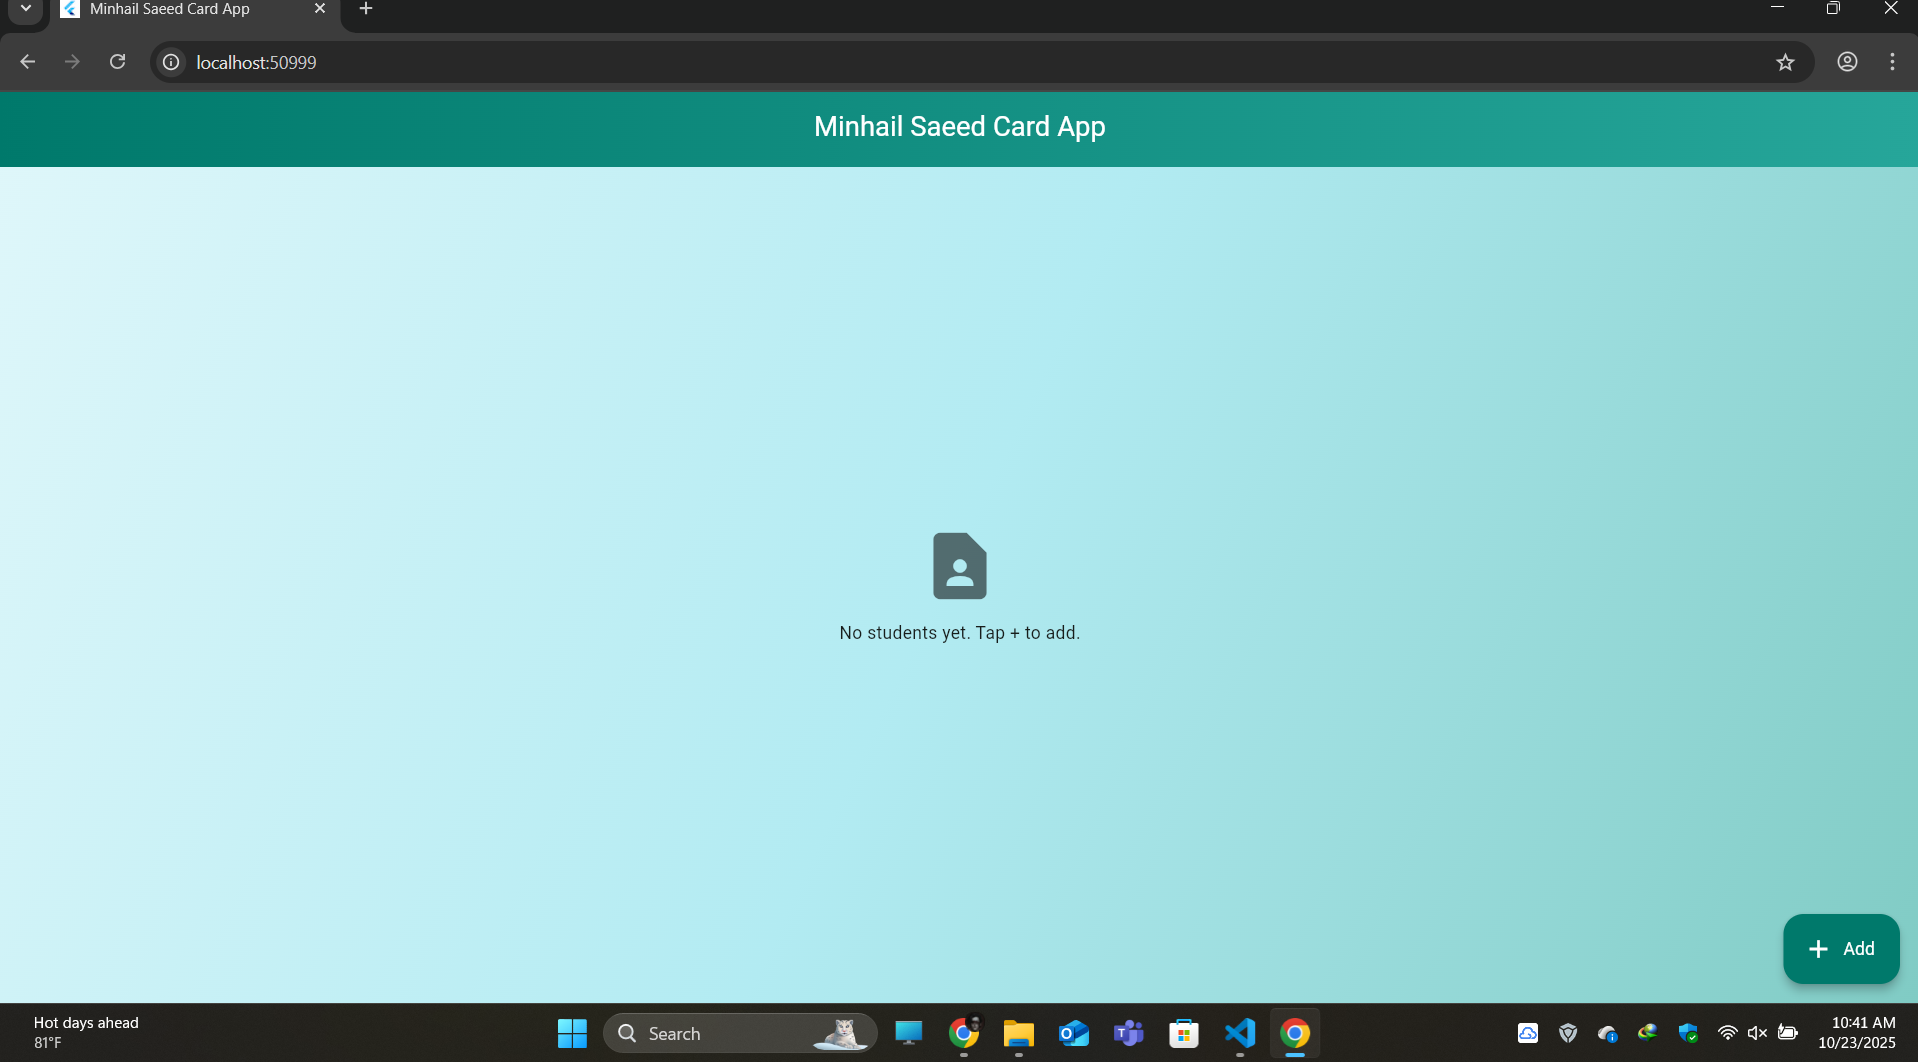 Minhail Saeed Card App
localhost:50999
Minhail Saeed Card App
No students yet. Tap + to add.
Add
Hot days ahead
81°F
Search
10:41 AM
10/23/2025